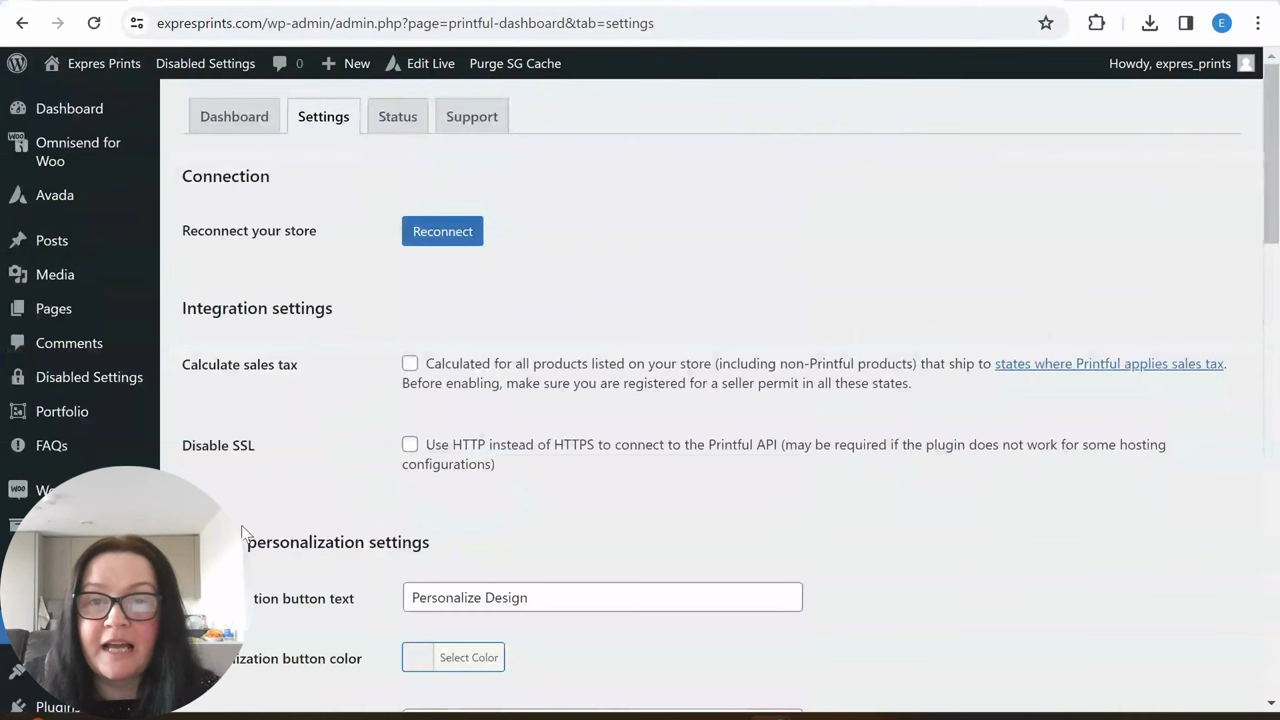 expresprints.com/wp-admin/admin.php?page=printful-dashboard&tab=settings
E
Expres Prints
Disabled Settings
0
New
Edit Live
Purge SG Cache
Howdy, expres_prints
Dashboard
Omnisend for
Woo
Avada
Posts
Media
Pages
Comments
Disabled Settings
Portfolio
FAQs
Dashboard
Settings
Status
Support
Connection
Reconnect your store
Reconnect
Integration settings
Calculate sales tax
Calculated for all products listed on your store (including non-Printful products) that ship to states where Printful applies sales tax.
Before enabling, make sure you are registered for a seller permit in all these states.
Disable SSL
Use HTTP instead of HTTPS to connect to the Printful API (may be required if the plugin does not work for some hosting
configurations)
personalization settings
tion button text
Personalize Design
ization button color
Select Color